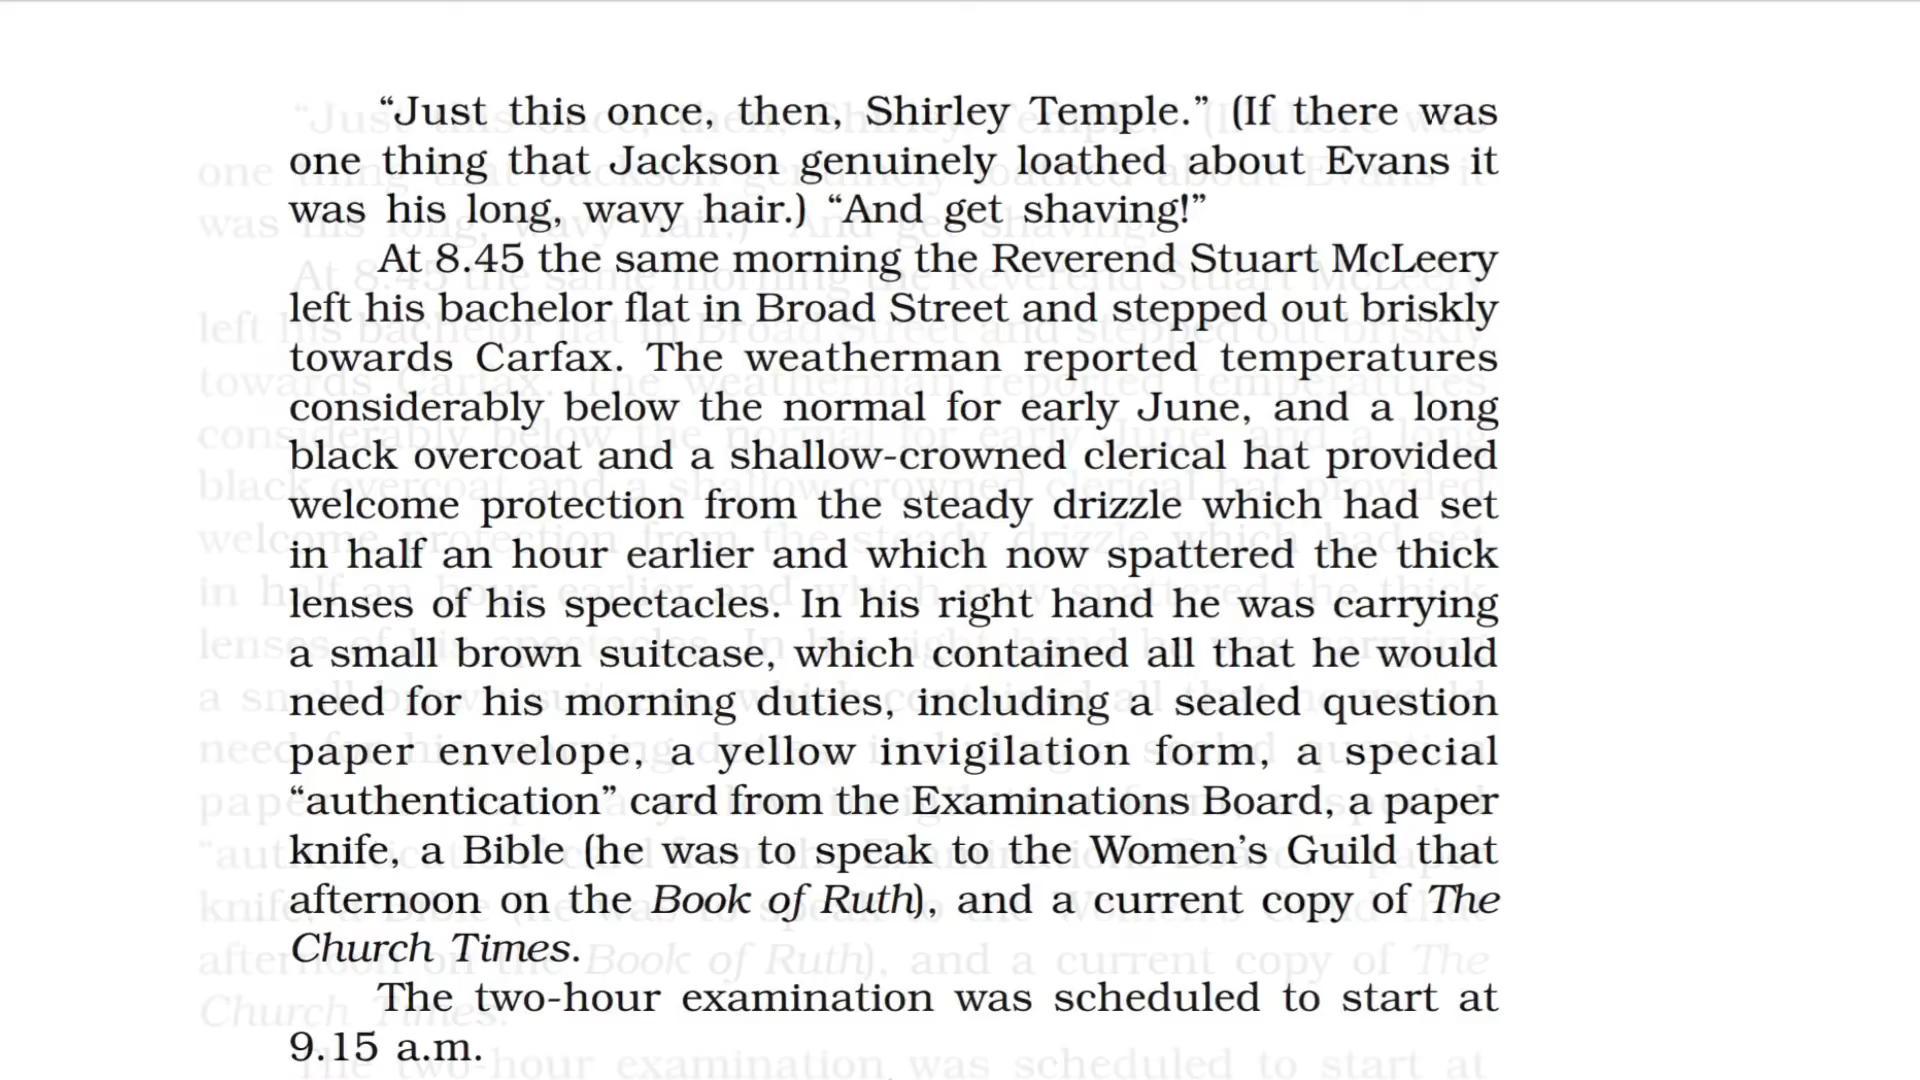 “Just this once, then, Shirley Temple.” (If there was
one thing that Jackson genuinely loathed about Evans it
was his long, wavy hair.) “And get shaving!”
At 8.45 the same morning the Reverend Stuart McLeery
left his bachelor flat in Broad Street and stepped out briskly
towards Carfax. The weatherman reported temperatures
considerably below the normal for early June, and a long
black overcoat and a shallow-crowned clerical hat provided
welcome protection from the steady drizzle which had set
in half an hour earlier and which now spattered the thick
lenses of his spectacles. In his right hand he was carrying
a small brown suitcase, which contained all that he would
need for his morning duties, including a sealed question
paper envelope, a yellow invigilation form, a special
“authentication” card from the Examinations Board, a paper
knife, a Bible (he was to speak to the Women’s Guild that
afternoon on the Book of Ruth), and a current copy of The
Church Times.
The two-hour examination was scheduled to start at
9.15 a.m.